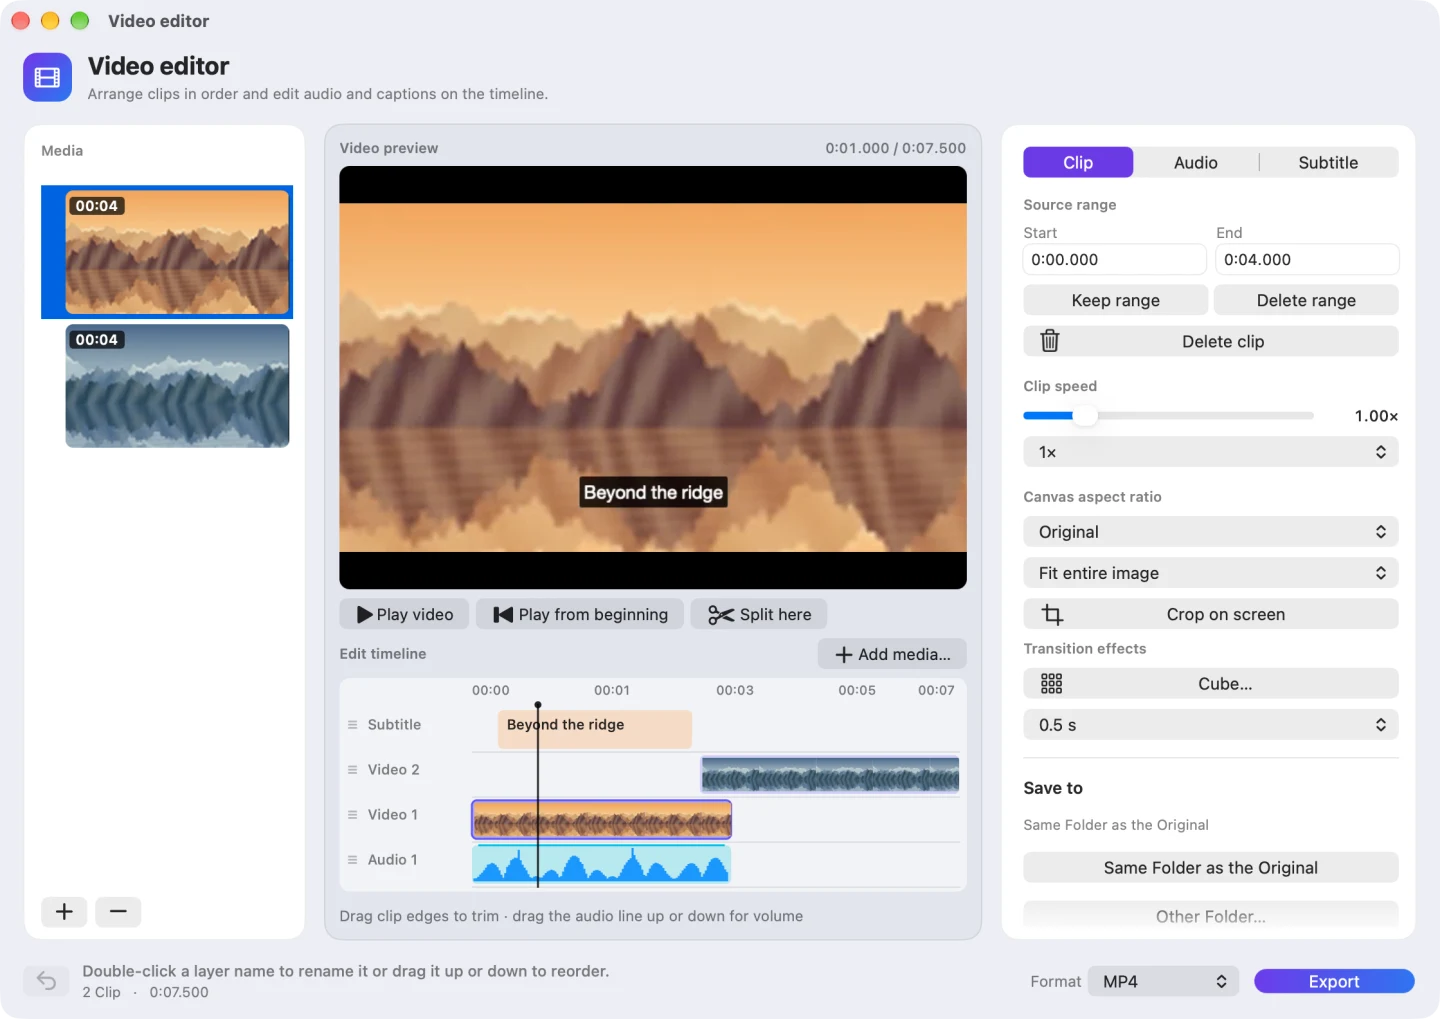 Video editor
Video editor
Arrange clips in order and edit audio and captions on the timeline.
Media
00:04
00:04
Video preview
0:01.000 / 0:07.500
Beyond the ridge
Play video
Play from beginning
Split here
Edit timeline
Add media...
00:00 00:01 00:03 00:05 00:07
Subtitle
Beyond the ridge
Video 2
Video 1
Audio 1
Drag clip edges to trim · drag the audio line up or down for volume
Clip Audio Subtitle
Source range
Start End
0:00.000 0:04.000
Keep range Delete range
Delete clip
Clip speed
1.00×
1×
Canvas aspect ratio
Original
Fit entire image
Crop on screen
Transition effects
Cube...
0.5 s
Save to
Same Folder as the Original
Same Folder as the Original
Other Folder...
Double-click a layer name to rename it or drag it up or down to reorder.
2 Clip · 0:07.500
Format MP4 Export